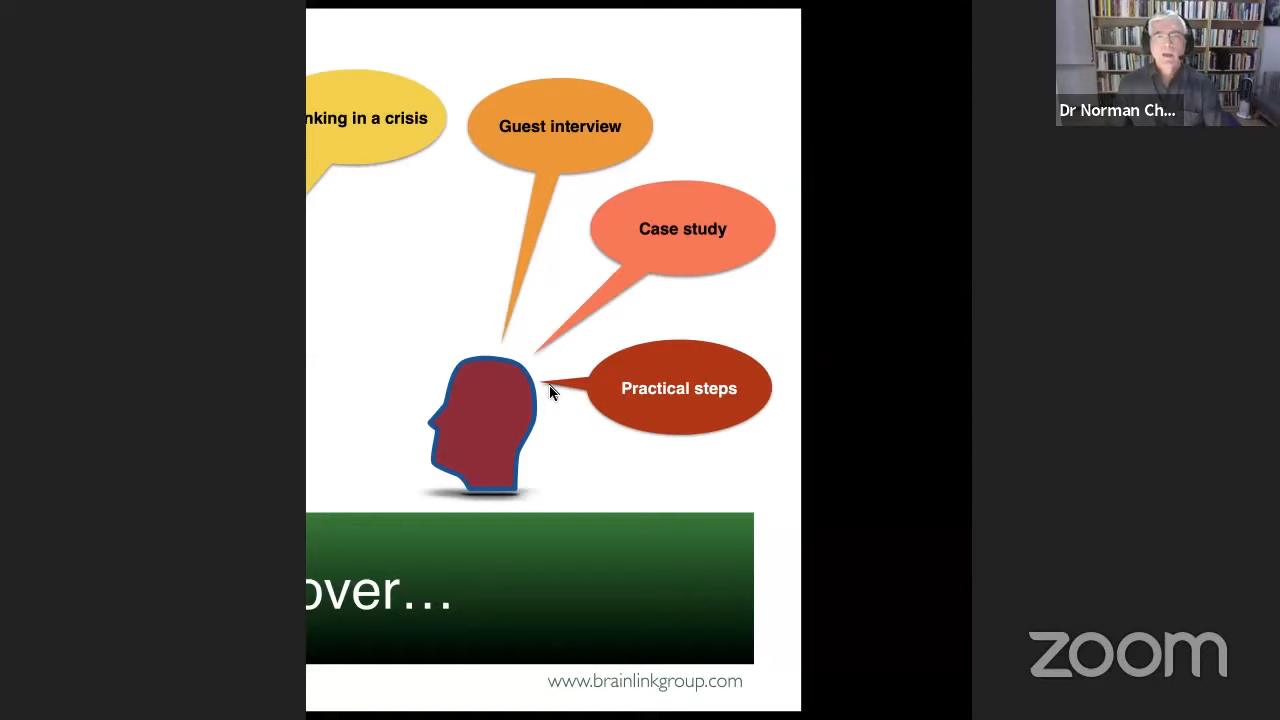 nking in a crisis
Guest interview
Case study
Practical steps
over...
www.brainlinkgroup.com
Dr Norman Ch...
zoom